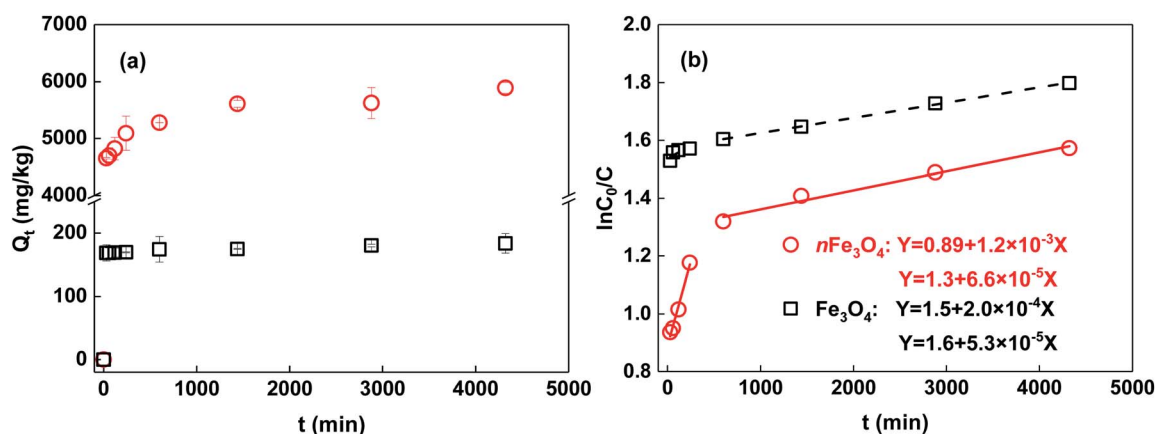 (a)
Qt (mg/kg)
7000
6000
5000
4000
200
100
0
0 1000 2000 3000 4000 5000
t (min)
(b)
lnC0/C
2.0
1.8
1.6
1.4
1.2
1.0
0.8
nFe3O4: Y=0.89+1.2×10-3X
Y=1.3+6.6×10-5X
Fe3O4: Y=1.5+2.0×10-4X
Y=1.6+5.3×10-5X
0 1000 2000 3000 4000 5000
t (min)